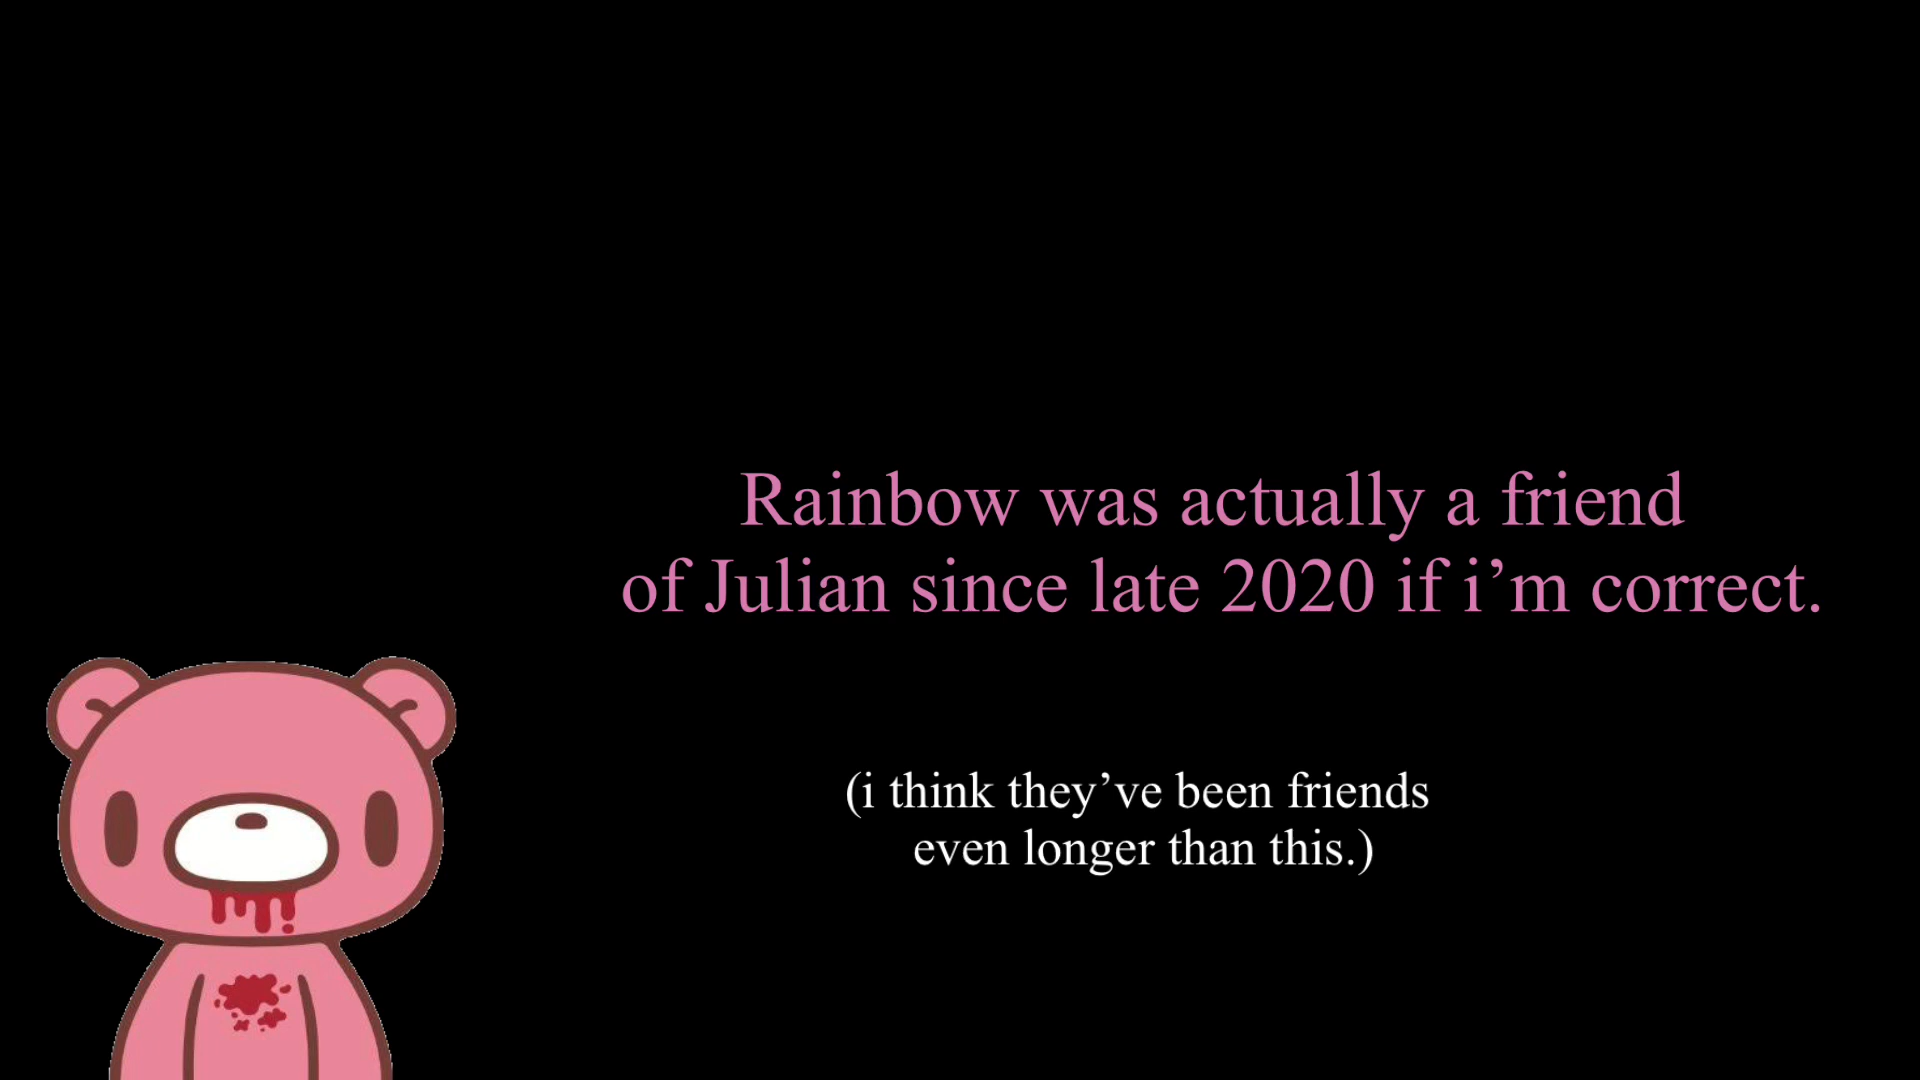 Rainbow was actually a friend
of Julian since late 2020 if i’m correct.
(i think they’ve been friends
even longer than this.)